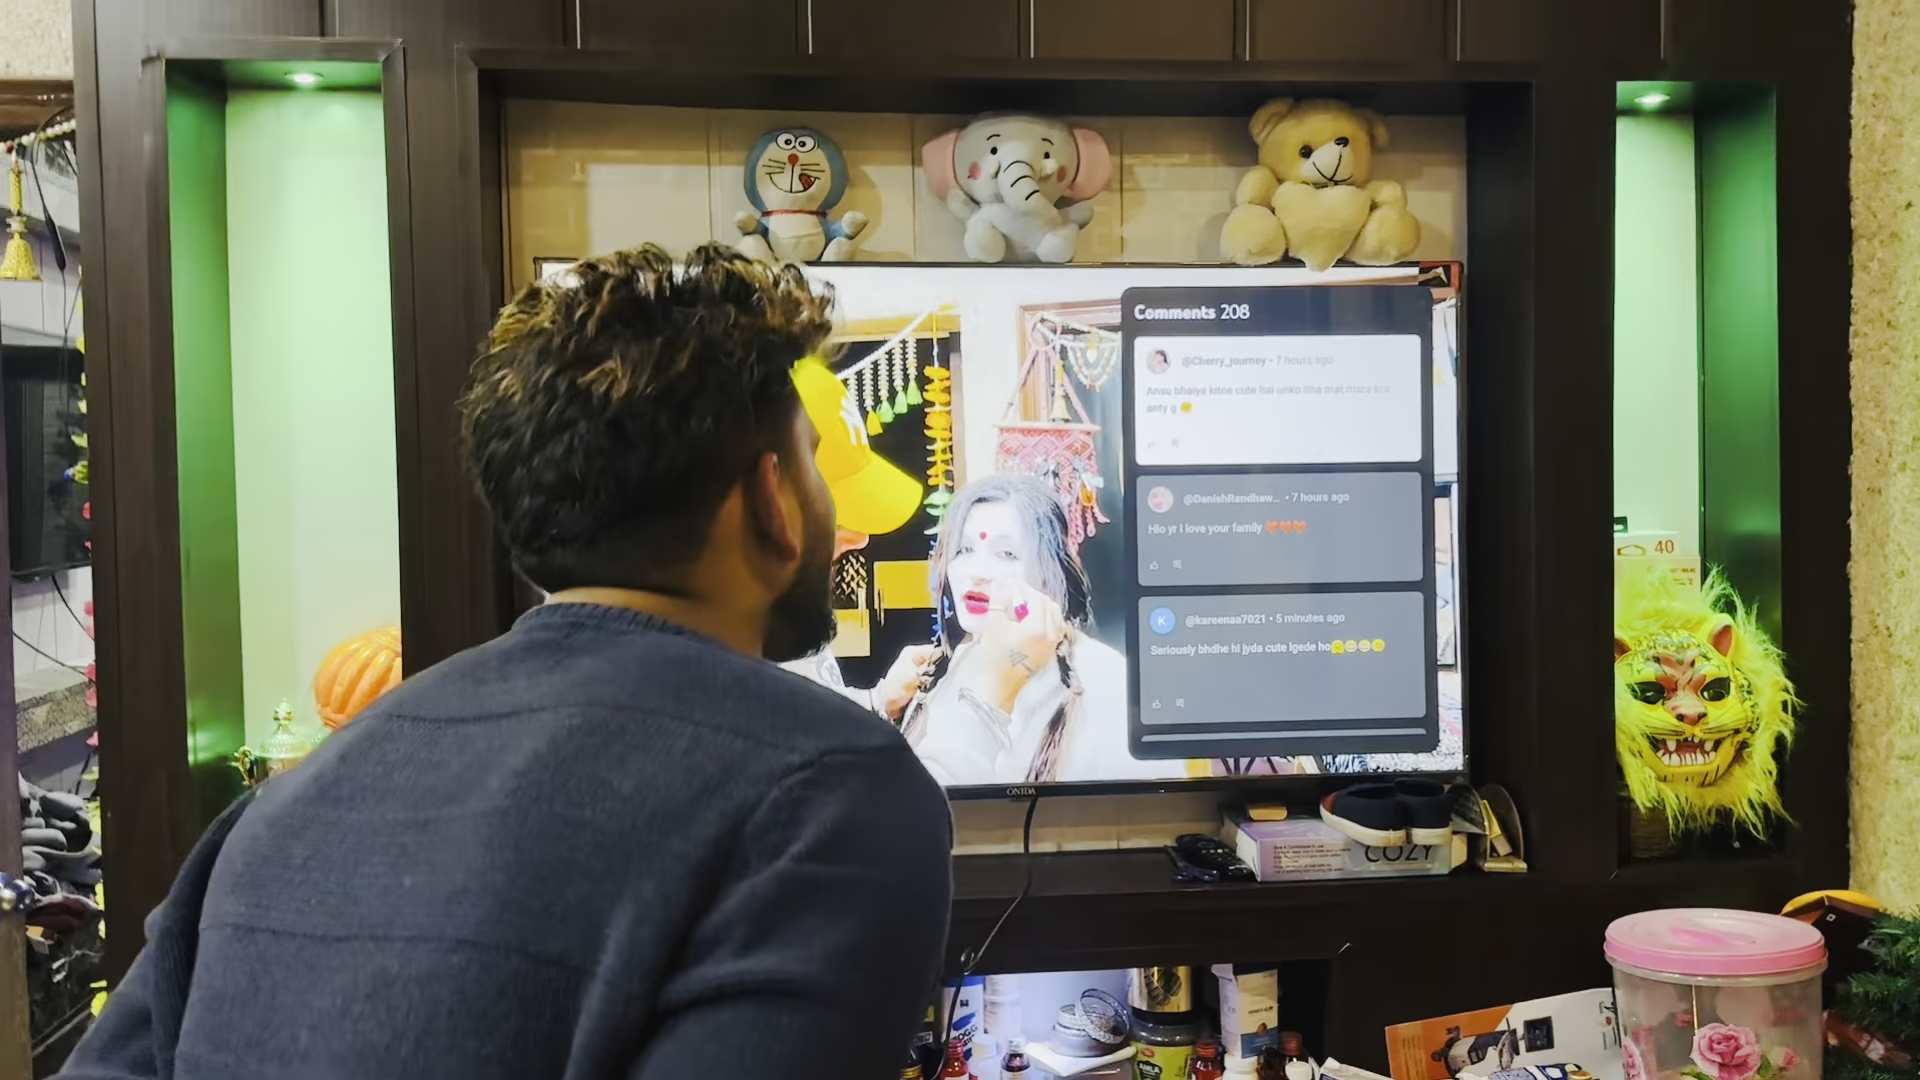 Comments 208
@Cherry_journey • 7 hours ago
Ansu bhaiya kitne cute hai unko itna mat mara kro
anty g
@DanishRandhaw... • 7 hours ago
Hlo yr I love your family ❤️❤️❤️
K
@kareenaa7021 • 5 minutes ago
Seriously bhdhe hi jyda cute lgede ho
40
ONIDA
COZY
AMLA